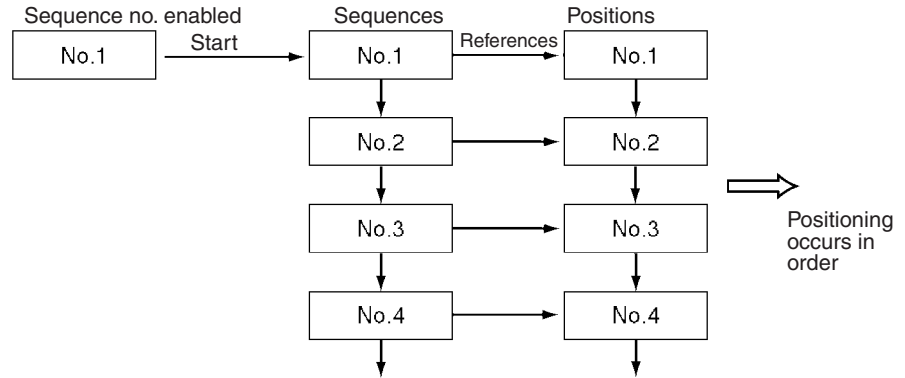 Sequence no. enabled
Sequences
Positions
No.1
Start
No.1
References
No.1
No.2
No.2
No.3
No.3
No.4
No.4
Positioning
occurs in
order